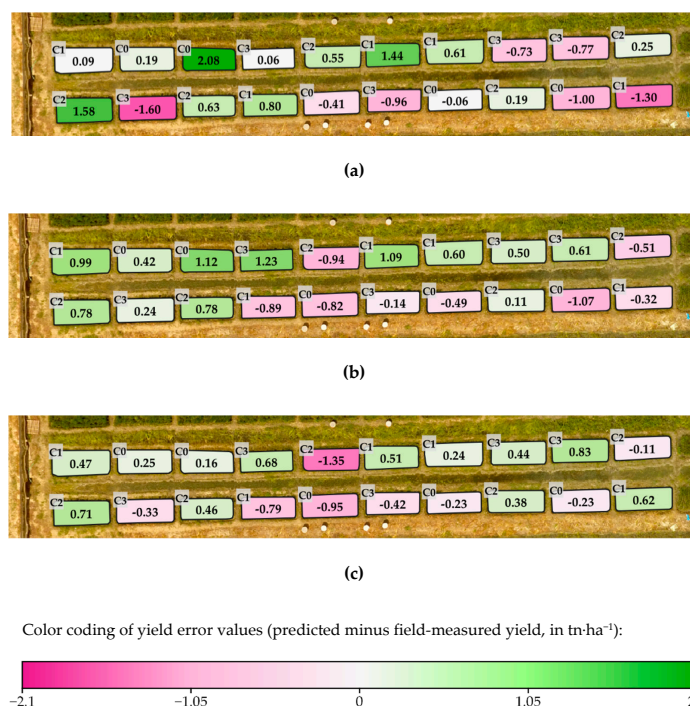 C1 C0 C0 C3 C2 C1 C1 C3 C3 C2
0.09 0.19 2.08 0.06 0.55 1.44 0.61 -0.73 -0.77 0.25
C2 C3 C2 C1 C0 C3 C0 C2 C0 C1
1.58 -1.60 0.63 0.80 -0.41 -0.96 -0.06 0.19 -1.00 -1.30
(a)
C1 C0 C0 C3 C2 C1 C1 C3 C3 C2
0.99 0.42 1.12 1.23 -0.94 1.09 0.60 0.50 0.61 -0.51
C2 C3 C2 C1 C0 C3 C0 C2 C0 C1
0.78 0.24 0.78 -0.89 -0.82 -0.14 -0.49 0.11 -1.07 -0.32
(b)
C1 C0 C0 C3 C2 C1 C1 C3 C3 C2
0.47 0.25 0.16 0.68 -1.35 0.51 0.24 0.44 0.83 -0.11
C2 C3 C2 C1 C0 C3 C0 C2 C0 C1
0.71 -0.33 0.46 -0.79 -0.95 -0.42 -0.23 0.38 -0.23 0.62
(c)
Color coding of yield error values (predicted minus field-measured yield, in tn·ha⁻¹):
−2.1 −1.05 0 1.05